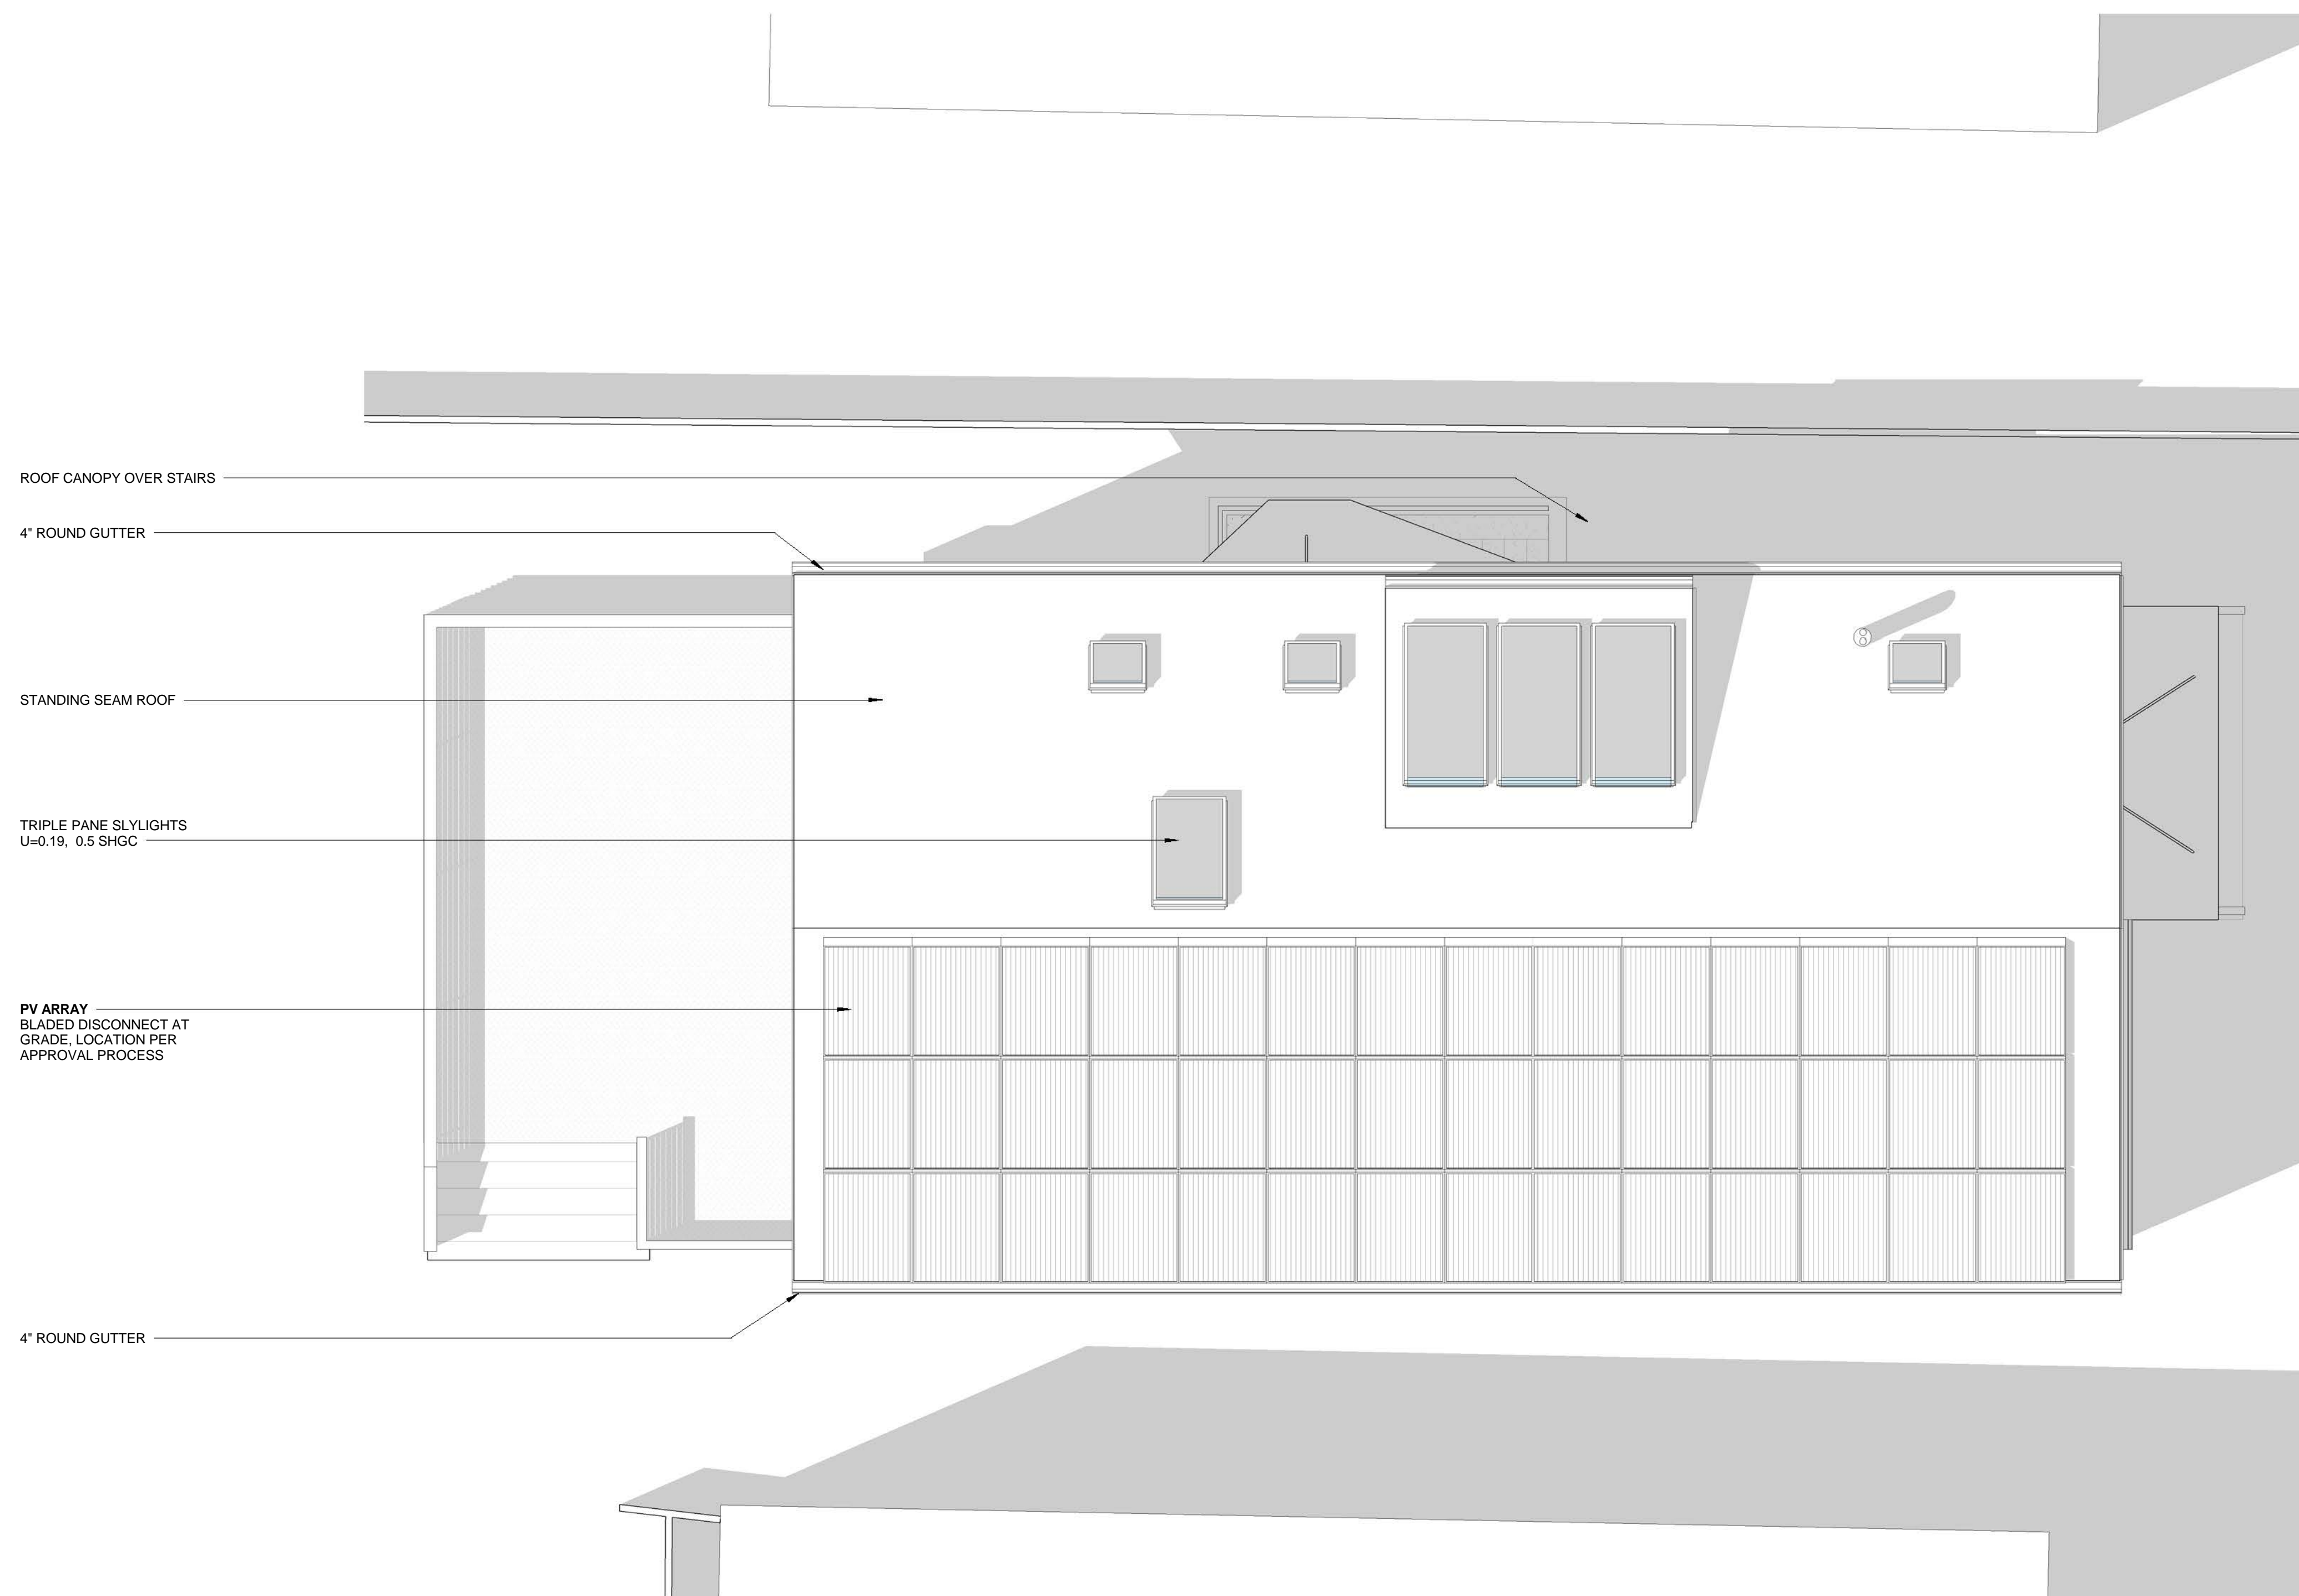 ROOF CANOPY OVER STAIRS
4" ROUND GUTTER
STANDING SEAM ROOF
TRIPLE PANE SLYLIGHTS
U=0.19, 0.5 SHGC
PV ARRAY
BLADED DISCONNECT AT
GRADE, LOCATION PER
APPROVAL PROCESS
4" ROUND GUTTER